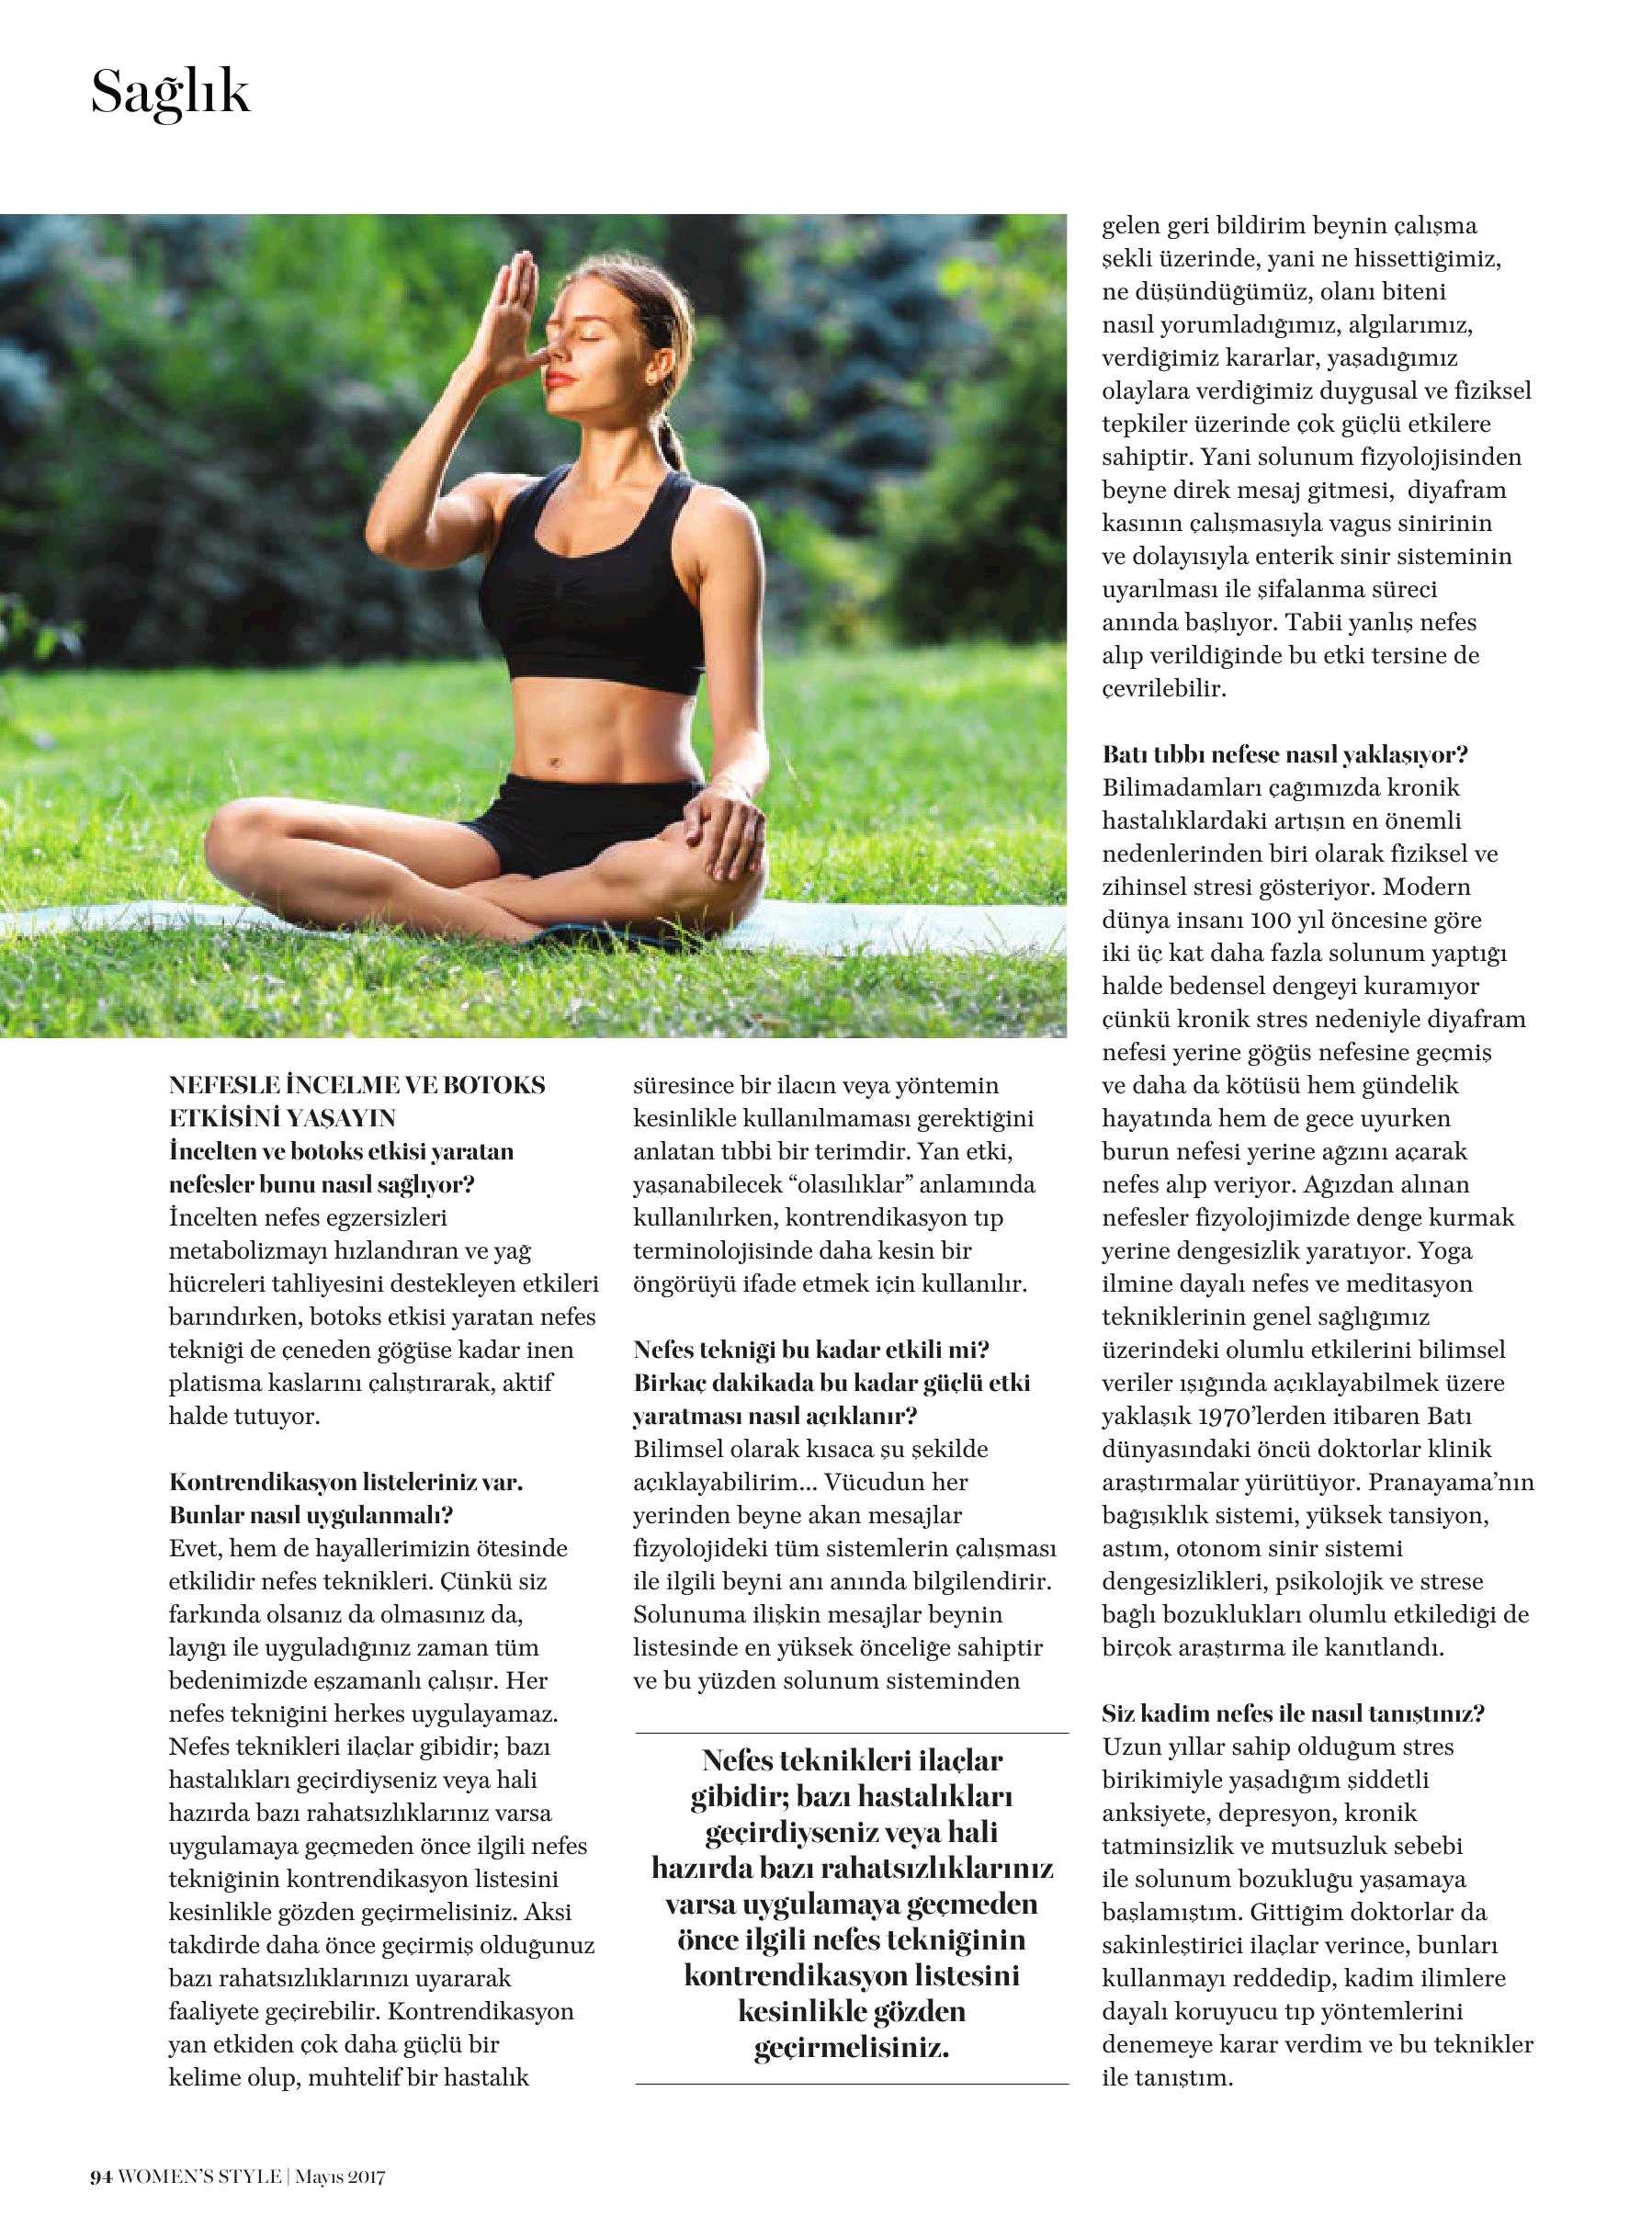 Sağlık
NEFESLE İNCELME VE BOTOKS
ETKİSİNİ YAŞAYIN
İncelten ve botoks etkisi yaratan
nefesler bunu nasıl sağlıyor?
İncelten nefes egzersizleri
metabolizmayı hızlandıran ve yağ
hücreleri tahliyesini destekleyen etkileri
barındırken, botoks etkisi yaratan nefes
tekniği de çeneden göğüse kadar inen
platisma kaslarını çalıştırarak, aktif
halde tutuyor.
Kontrendikasyon listeleriniz var.
Bunlar nasıl uygulanmalı?
Evet, hem de hayallerimizin ötesinde
etkilidir nefes teknikleri. Çünkü siz
farkında olsanız da olmasınız da,
layığı ile uyguladığınız zaman tüm
bedenimizde eşzamanlı çalışır. Her
nefes tekniğini herkes uygulayamaz.
Nefes teknikleri ilaçlar gibidir; bazı
hastalıkları geçirdiyseniz veya hali
hazırda bazı rahatsızlıklarınız varsa
uygulamaya geçmeden önce ilgili nefes
tekniğinin kontrendikasyon listesini
kesinlikle gözden geçirmelisiniz. Aksi
takdirde daha önce geçirmiş olduğunuz
bazı rahatsızlıklarınızı uyararak
faaliyete geçirebilir. Kontrendikasyon
yan etkiden çok daha güçlü bir
kelime olup, muhtelif bir hastalık
süresince bir ilacın veya yöntemin
kesinlikle kullanılmaması gerektiğini
anlatan tıbbi bir terimdir. Yan etki,
yaşanabilecek “olasılıklar” anlamında
kullanılırken, kontrendikasyon tıp
terminolojisinde daha kesin bir
öngörüyü ifade etmek için kullanılır.
Nefes tekniği bu kadar etkili mi?
Birkaç dakikada bu kadar güçlü etki
yaratması nasıl açıklanır?
Bilimsel olarak kısaca şu şekilde
açıklayabilirim... Vücudun her
yerinden beyne akan mesajlar
fizyolojideki tüm sistemlerin çalışması
ile ilgili beyni anı anında bilgilendirir.
Solunuma ilişkin mesajlar beynin
listesinde en yüksek önceliğe sahiptir
ve bu yüzden solunum sisteminden
Nefes teknikleri ilaçlar
gibidir; bazı hastalıkları
geçirdiyseniz veya hali
hazırda bazı rahatsızlıklarınız
varsa uygulamaya geçmeden
önce ilgili nefes tekniğinin
kontrendikasyon listesini
kesinlikle gözden
geçirmelisiniz.
gelen geri bildirim beynin çalışma
şekli üzerinde, yani ne hissettiğimiz,
ne düşündüğümüz, olanı biteni
nasıl yorumladığımız, algılarımız,
verdiğimiz kararlar, yaşadığımız
olaylara verdiğimiz duygusal ve fiziksel
tepkiler üzerinde çok güçlü etkilere
sahiptir. Yani solunum fizyolojisinden
beyne direk mesaj gitmesi, diyafram
kasının çalışmasıyla vagus sinirinin
ve dolayısıyla enterik sinir sisteminin
uyarılması ile şifalanma süreci
anında başlıyor. Tabii yanlış nefes
alıp verildiğinde bu etki tersine de
çevrilebilir.
Batı tıbbı nefese nasıl yaklaşıyor?
Bilimadamları çağımızda kronik
hastalıklardaki artışın en önemli
nedenlerinden biri olarak fiziksel ve
zihinsel stresi gösteriyor. Modern
dünya insanı 100 yıl öncesine göre
iki üç kat daha fazla solunum yaptığı
halde bedensel dengeyi kuramıyor
çünkü kronik stres nedeniyle diyafram
nefesi yerine göğüs nefesine geçmiş
ve daha da kötüsü hem gündelik
hayatında hem de gece uyurken
burun nefesi yerine ağzını açarak
nefes alıp veriyor. Ağızdan alınan
nefesler fizyolojimizde denge kurmak
yerine dengesizlik yaratıyor. Yoga
ilmine dayalı nefes ve meditasyon
tekniklerinin genel sağlığımız
üzerindeki olumlu etkilerini bilimsel
veriler ışığında açıklayabilmek üzere
yaklaşık 1970’lerden itibaren Batı
dünyasındaki öncü doktorlar klinik
araştırmalar yürütüyor. Pranayama’nın
bağışıklık sistemi, yüksek tansiyon,
astım, otonom sinir sistemi
dengesizlikleri, psikolojik ve strese
bağlı bozuklukları olumlu etkilediği de
birçok araştırma ile kanıtlandı.
Siz kadim nefes ile nasıl tanıştınız?
Uzun yıllar sahip olduğum stres
birikimiyle yaşadığım şiddetli
anksiyete, depresyon, kronik
tatminsizlik ve mutsuzluk sebebi
ile solunum bozukluğu yaşamaya
başlamıştım. Gittiğim doktorlar da
sakinleştirici ilaçlar verince, bunları
kullanmayı reddedip, kadim ilimlere
dayalı koruyucu tıp yöntemlerini
denemeye karar verdim ve bu teknikler
ile tanıştım.
94 WOMEN’S STYLE | Mayıs 2017